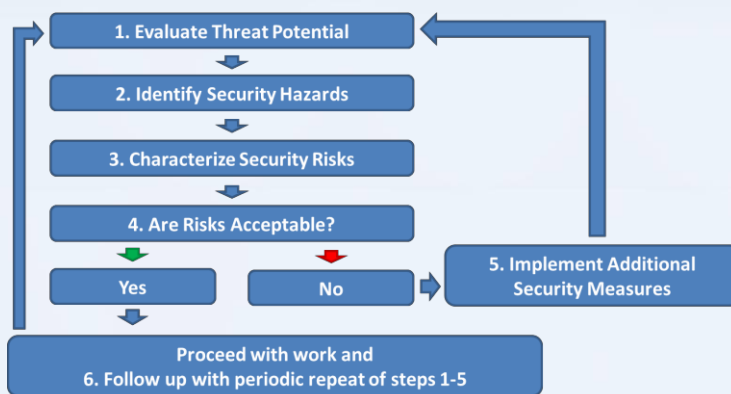 1. Evaluate Threat Potential
2. Identify Security Hazards
3. Characterize Security Risks
4. Are Risks Acceptable?
Yes
No
5. Implement Additional
Security Measures
Proceed with work and
6. Follow up with periodic repeat of steps 1-5